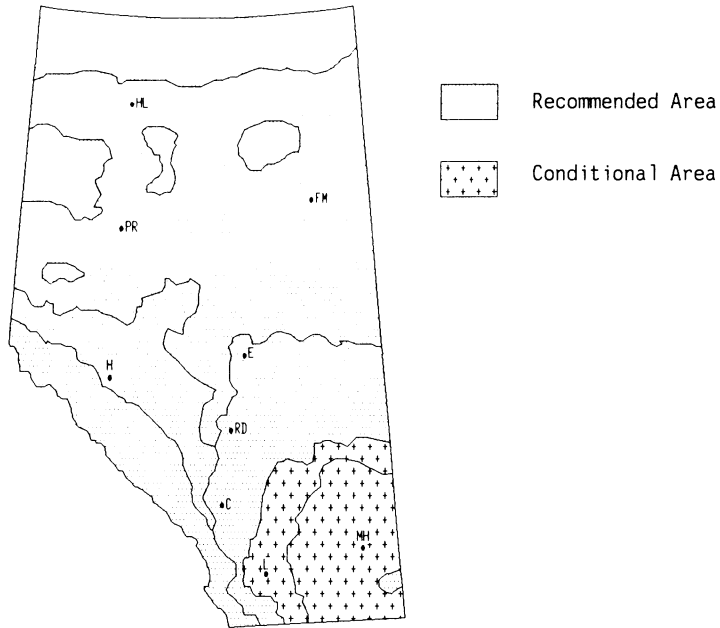 HL
Recommended Area
Conditional Area
FM
PR
E
H
RD
C
MH
L